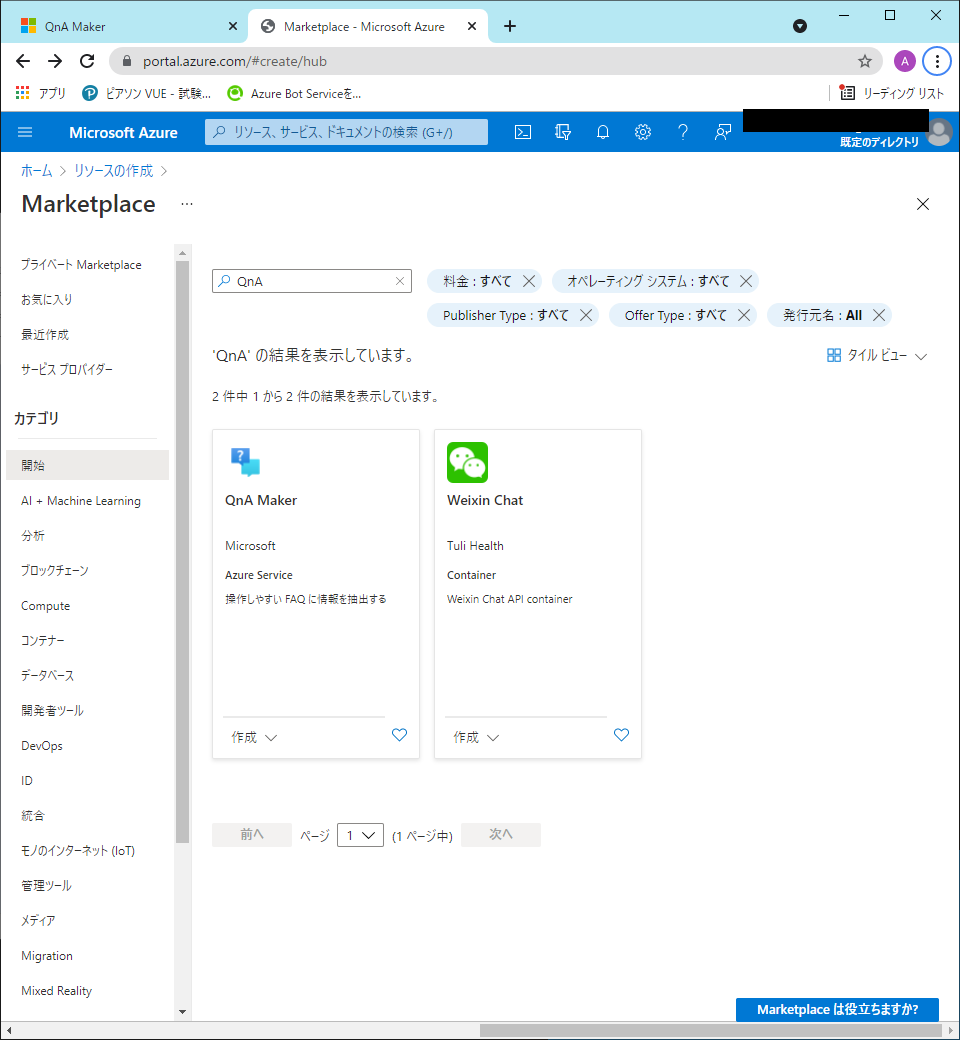 QnA Maker
Marketplace - Microsoft Azure
portal.azure.com/#create/hub
A
アプリ
ピアソン VUE - 試験...
Azure Bot Serviceを...
リーディング リスト
Microsoft Azure
リソース、サービス、ドキュメントの検索 (G+/)
既定のディレクトリ
ホーム > リソースの作成 >
Marketplace ...
プライベート Marketplace
お気に入り
最近作成
サービス プロバイダー
カテゴリ
開始
AI + Machine Learning
分析
ブロックチェーン
Compute
コンテナー
データベース
開発者ツール
DevOps
ID
統合
モノのインターネット (IoT)
管理ツール
メディア
Migration
Mixed Reality
QnA
料金 : すべて
オペレーティング システム : すべて
Publisher Type : すべて
Offer Type : すべて
発行元名 : All
'QnA' の結果を表示しています。
タイル ビュー
2 件中 1 から 2 件の結果を表示しています。
QnA Maker
Microsoft
Azure Service
操作しやすい FAQ に情報を抽出する
作成
Weixin Chat
Tuli Health
Container
Weixin Chat API container
作成
前へ
ページ
1
(1 ページ中)
次へ
Marketplace は役立ちますか?